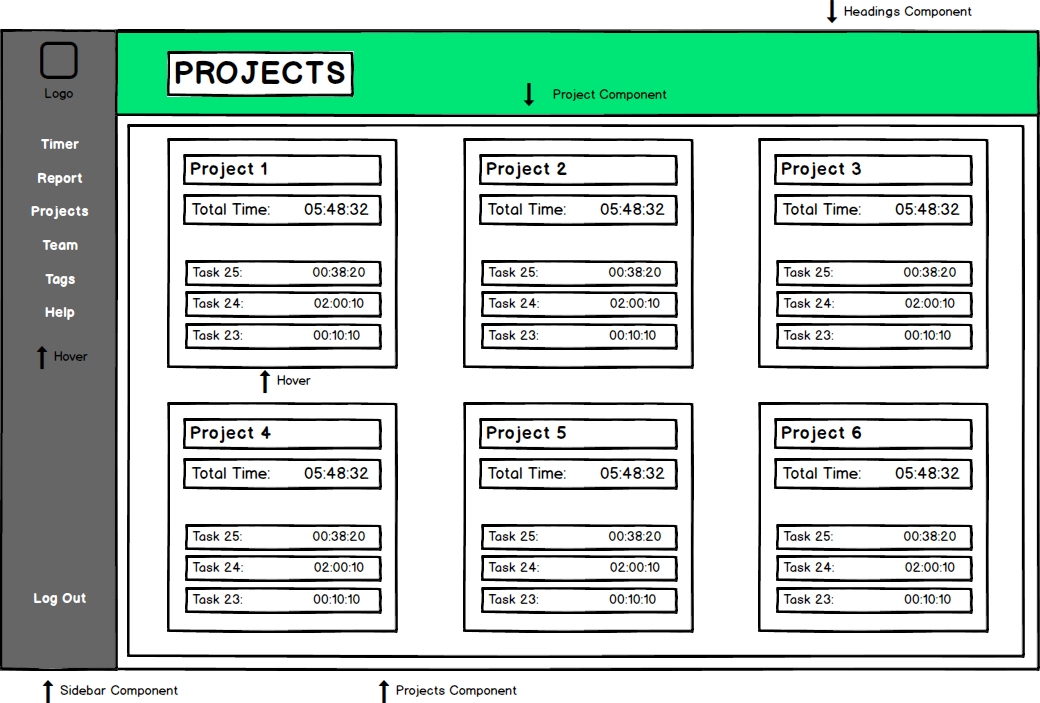 Headings Component
Logo
PROJECTS
Project Component
Timer
Report
Projects
Team
Tags
Help
Hover
Log Out
Project 1
Total Time: 05:48:32
Task 25: 00:38:20
Task 24: 02:00:10
Task 23: 00:10:10
Project 2
Total Time: 05:48:32
Task 25: 00:38:20
Task 24: 02:00:10
Task 23: 00:10:10
Project 3
Total Time: 05:48:32
Task 25: 00:38:20
Task 24: 02:00:10
Task 23: 00:10:10
Hover
Project 4
Total Time: 05:48:32
Task 25: 00:38:20
Task 24: 02:00:10
Task 23: 00:10:10
Project 5
Total Time: 05:48:32
Task 25: 00:38:20
Task 24: 02:00:10
Task 23: 00:10:10
Project 6
Total Time: 05:48:32
Task 25: 00:38:20
Task 24: 02:00:10
Task 23: 00:10:10
Sidebar Component
Projects Component